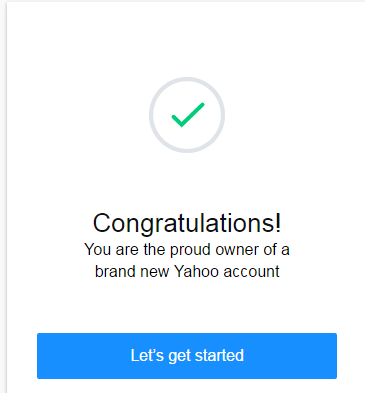 Congratulations!
You are the proud owner of a
brand new Yahoo account
Let's get started